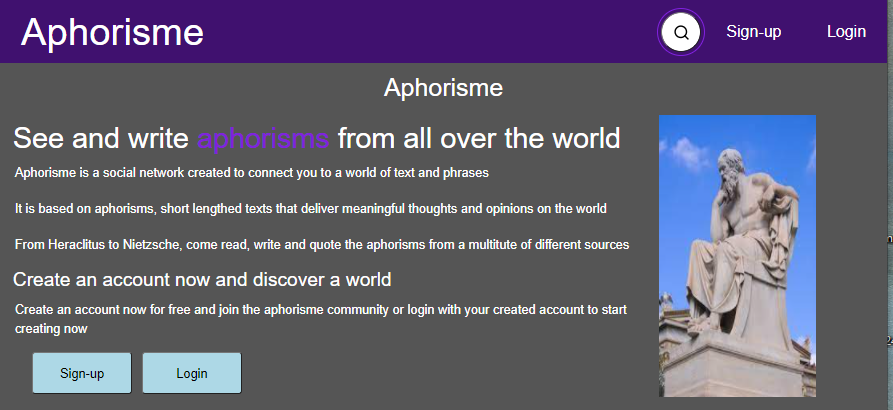 Aphorisme
Sign-up
Login
Aphorisme
See and write aphorisms from all over the world
Aphorisme is a social network created to connect you to a world of text and phrases
It is based on aphorisms, short lengthed texts that deliver meaningful thoughts and opinions on the world
From Heraclitus to Nietzsche, come read, write and quote the aphorisms from a multitute of different sources
Create an account now and discover a world
Create an account now for free and join the aphorisme community or login with your created account to start
creating now
Sign-up
Login